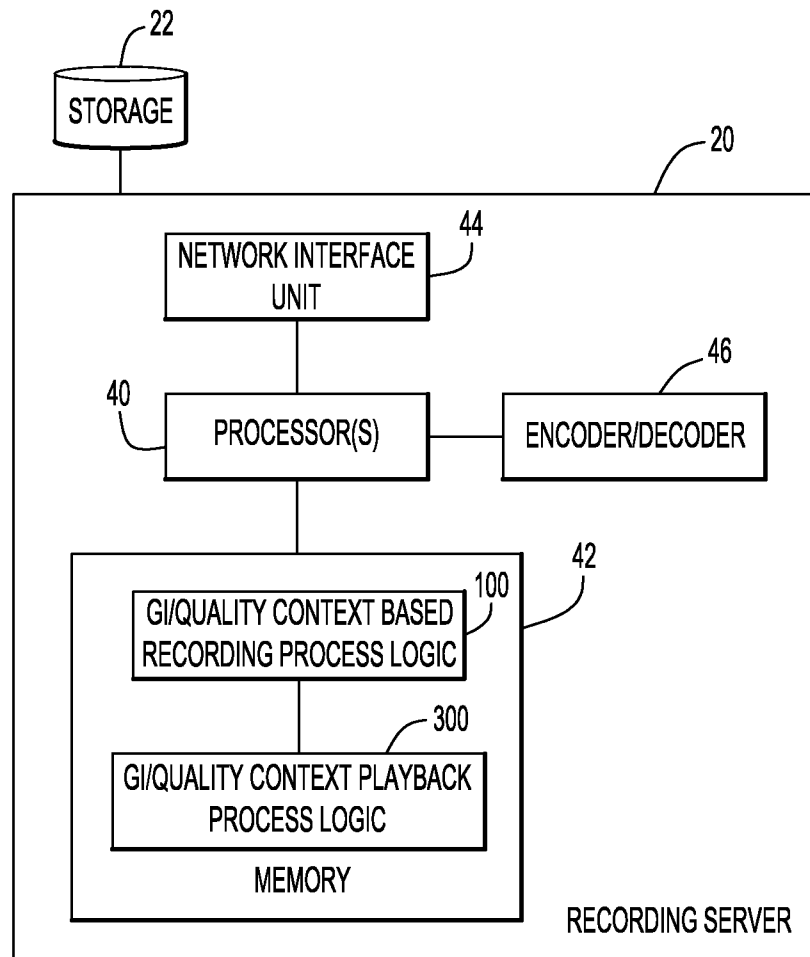 22
STORAGE
20
44
NETWORK INTERFACE
UNIT
46
40
PROCESSOR(S)
ENCODER/DECODER
42
100
GI/QUALITY CONTEXT BASED
RECORDING PROCESS LOGIC
300
GI/QUALITY CONTEXT PLAYBACK
PROCESS LOGIC
MEMORY
RECORDING SERVER